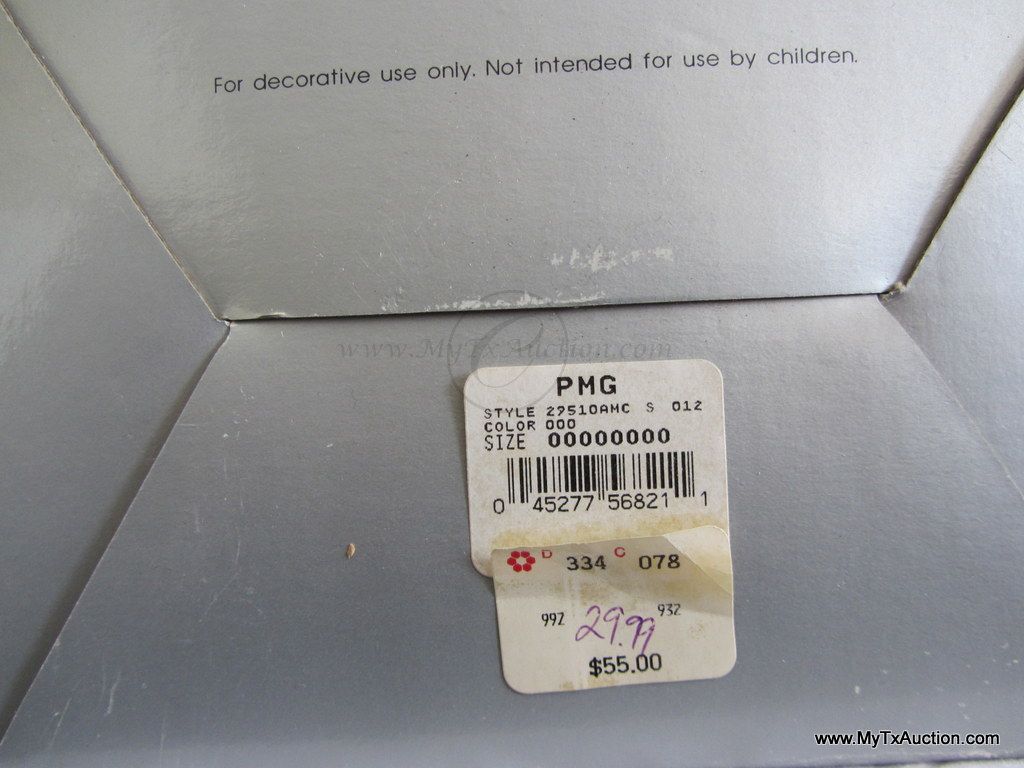 For decorative use only. Not intended for use by children.
www.MyTxAuction.com
PMG
STYLE 29510AMC S 012
COLOR 000
SIZE 00000000
0 45277 56821 1
D 334 C 078
992 29.99 932
$55.00
www.MyTxAuction.com